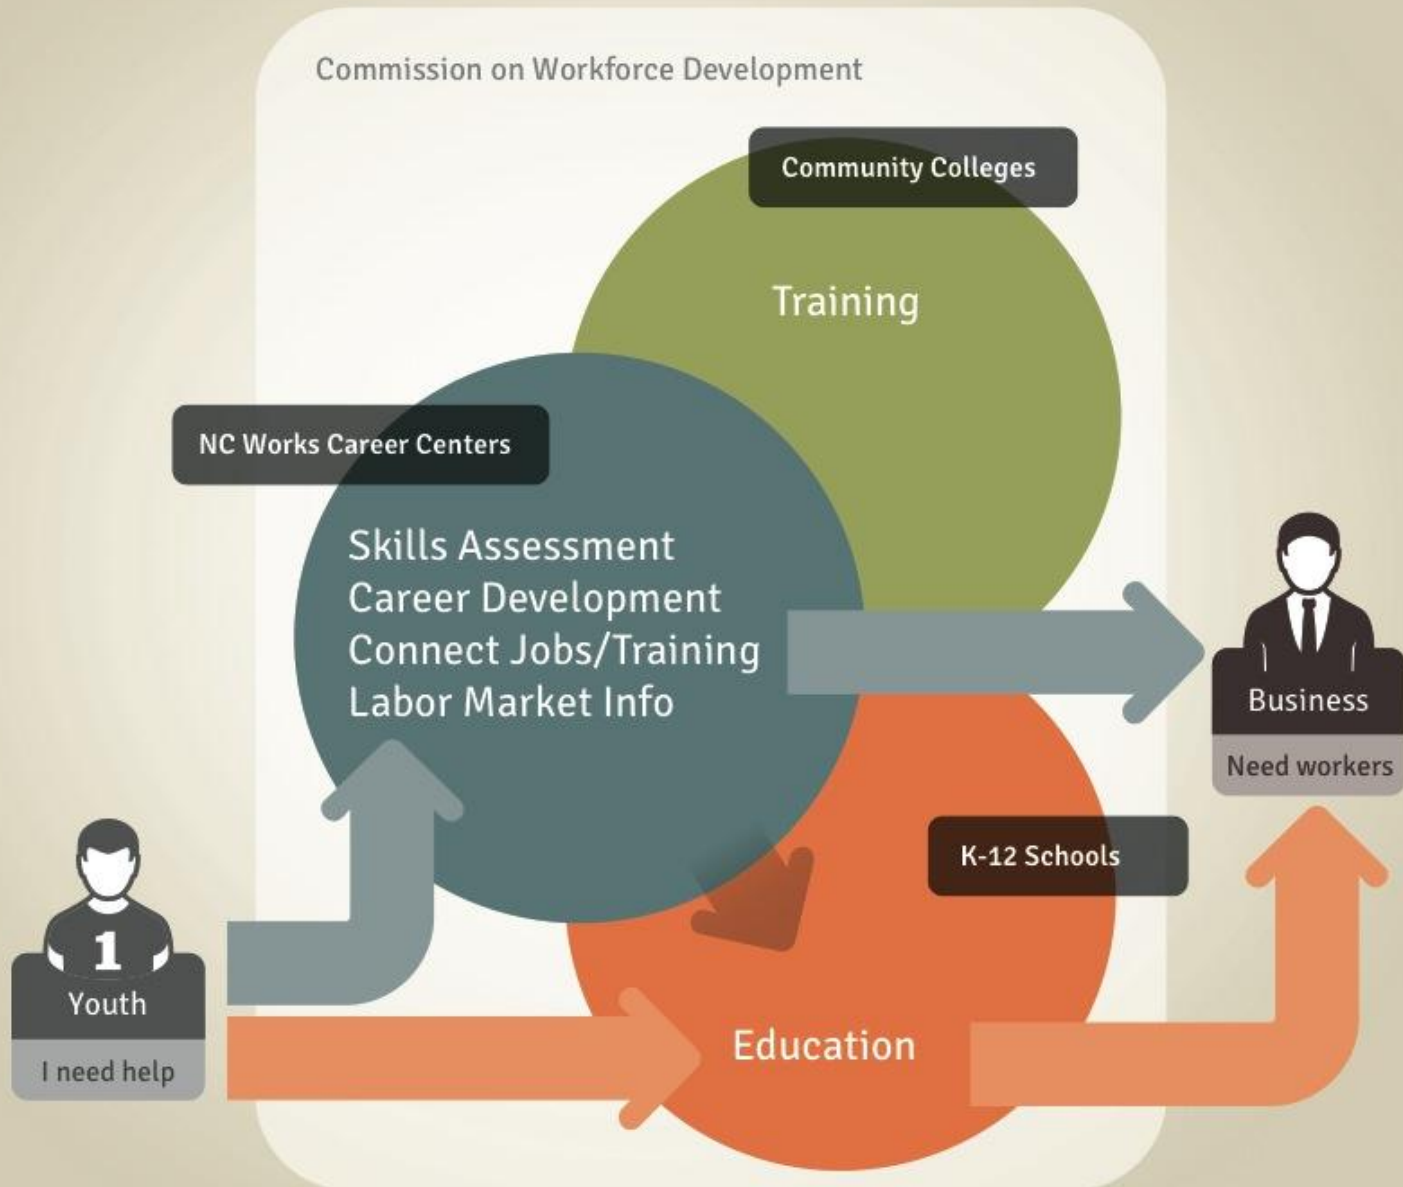 Commission on Workforce Development
Community Colleges
Training
NC Works Career Centers
Skills Assessment
Career Development
Connect Jobs/Training
Labor Market Info
Business
Need workers
K-12 Schools
1
Youth
I need help
Education